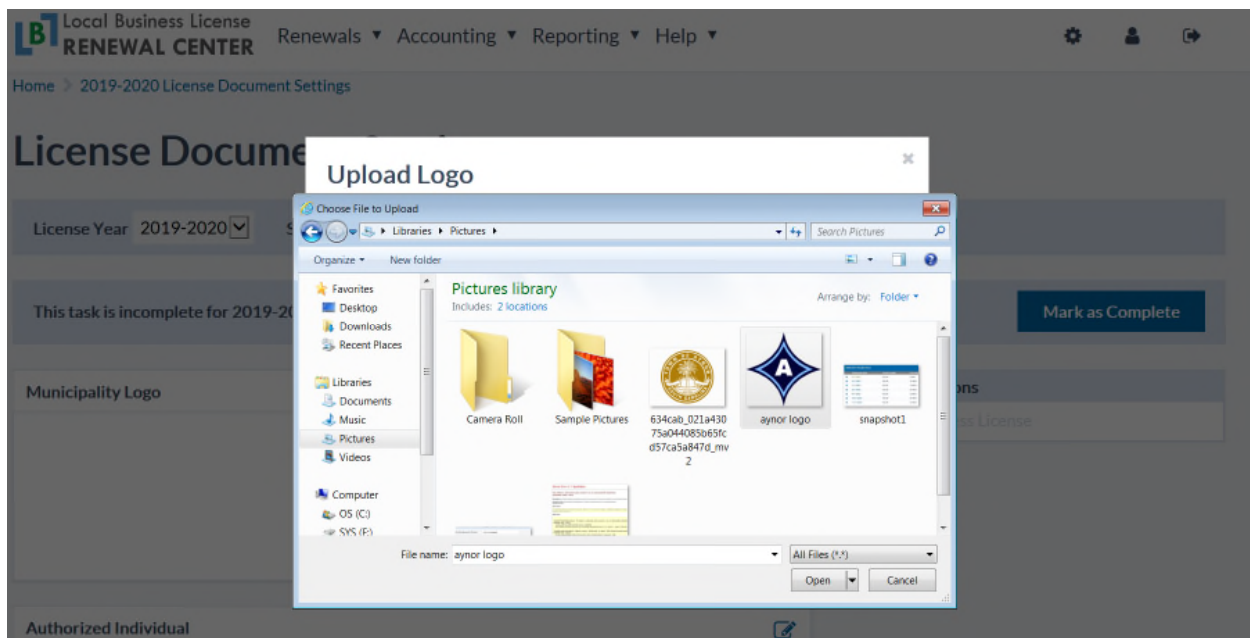 Local Business License
RENEWAL CENTER
Renewals ▼ Accounting ▼ Reporting ▼ Help ▼
Home > 2019-2020 License Document Settings
License Docume
Upload Logo
License Year 2019-2020
Choose File to Upload
Libraries ▸ Pictures ▸
Search Pictures
Organize ▾ New folder
Favorites
Desktop
Downloads
Recent Places
Libraries
Documents
Music
Pictures
Videos
Computer
OS (C:)
SYS (F:)
Pictures library
Includes: 2 locations
Arrange by: Folder ▾
Camera Roll
Sample Pictures
634cab_021a430
75a044085b65fc
d57ca5a847d_mv
2
A
aynor logo
snapshot1
This task is incomplete for 2019-20
Mark as Complete
Municipality Logo
ons
ss License
File name: aynor logo
All Files (*.*)
Open
Cancel
Authorized Individual